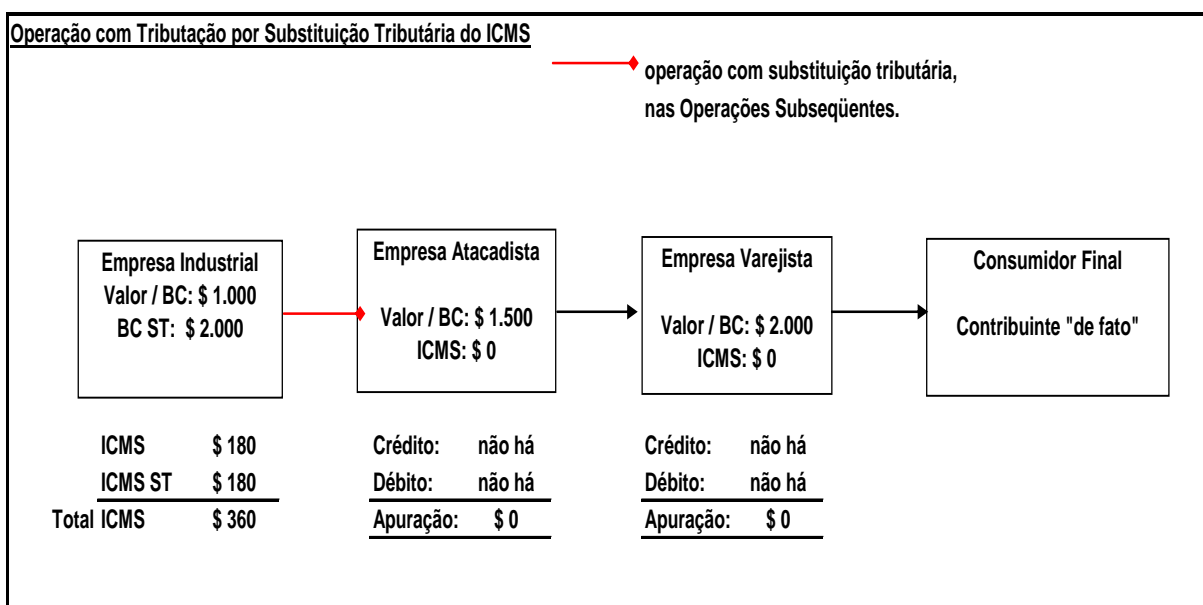 Operação com Tributação por Substituição Tributária do ICMS
operação com substituição tributária,
nas Operações Subseqüentes.
Empresa Industrial
Valor / BC: $ 1.000
BC ST: $ 2.000
Empresa Atacadista
Valor / BC: $ 1.500
ICMS: $ 0
Empresa Varejista
Valor / BC: $ 2.000
ICMS: $ 0
Consumidor Final
Contribuinte "de fato"
ICMS $ 180
ICMS ST $ 180
Total ICMS $ 360
Crédito: não há
Débito: não há
Apuração: $ 0
Crédito: não há
Débito: não há
Apuração: $ 0